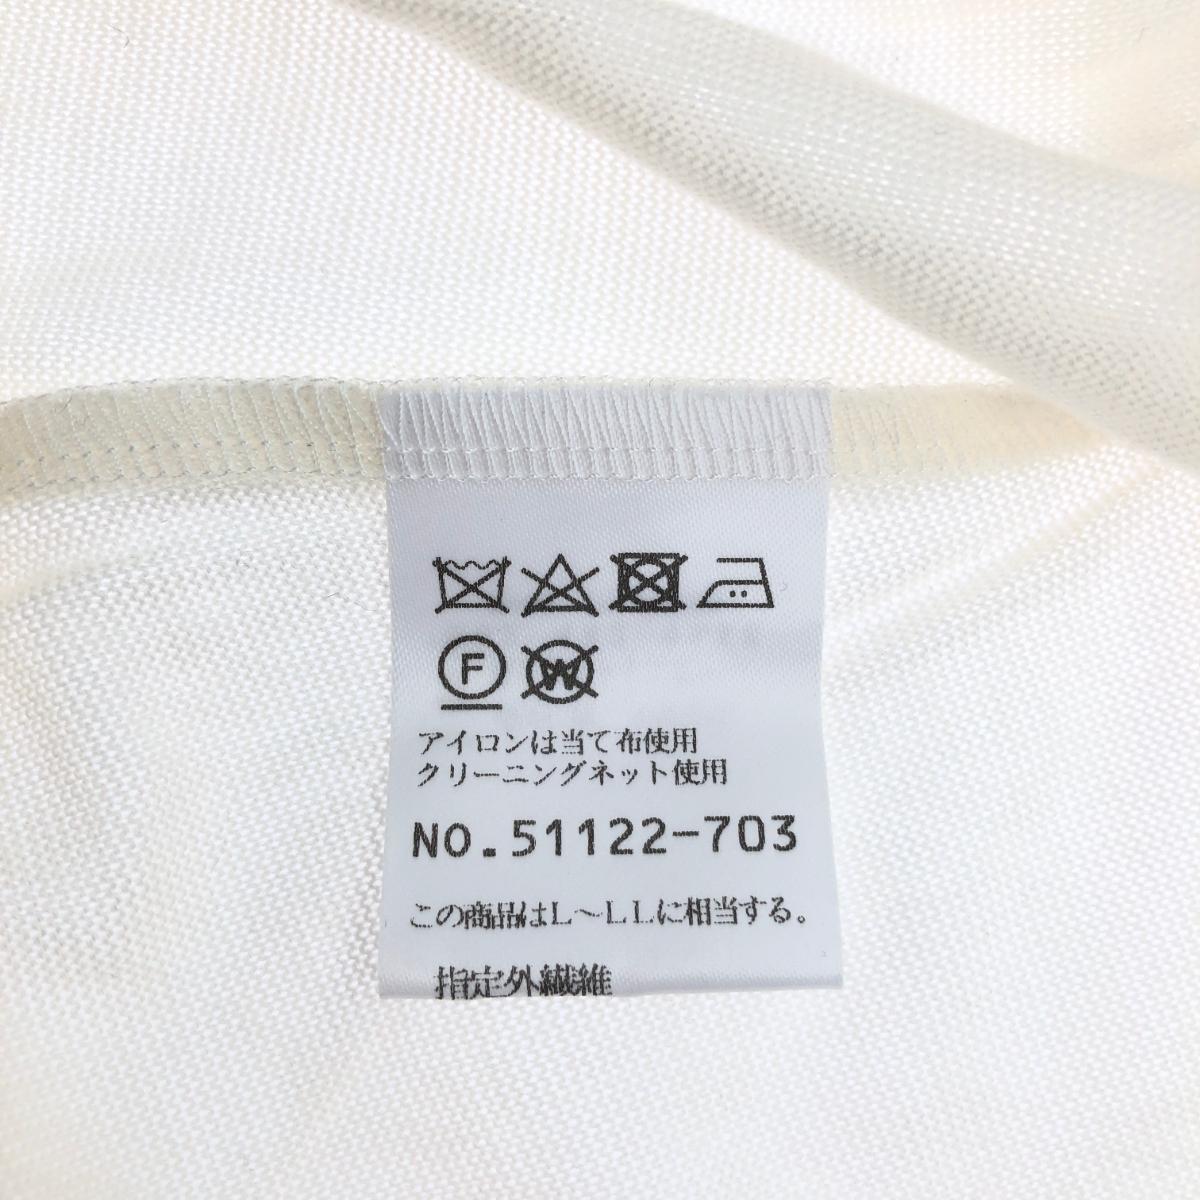 F W
アイロンは当て布使用
クリーニングネット使用
NO.51122-703
この商品はL〜LLに相当する。
指定外繊維